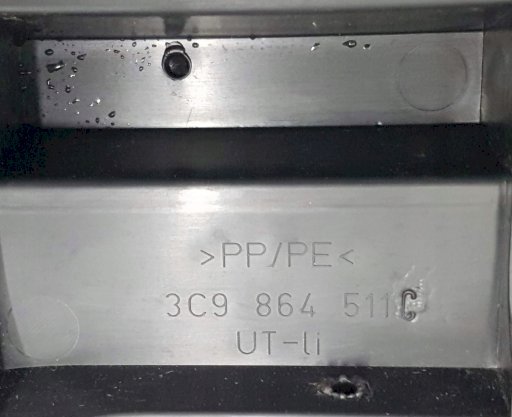 >PP/PE<
3C9 864 511C
UT-li